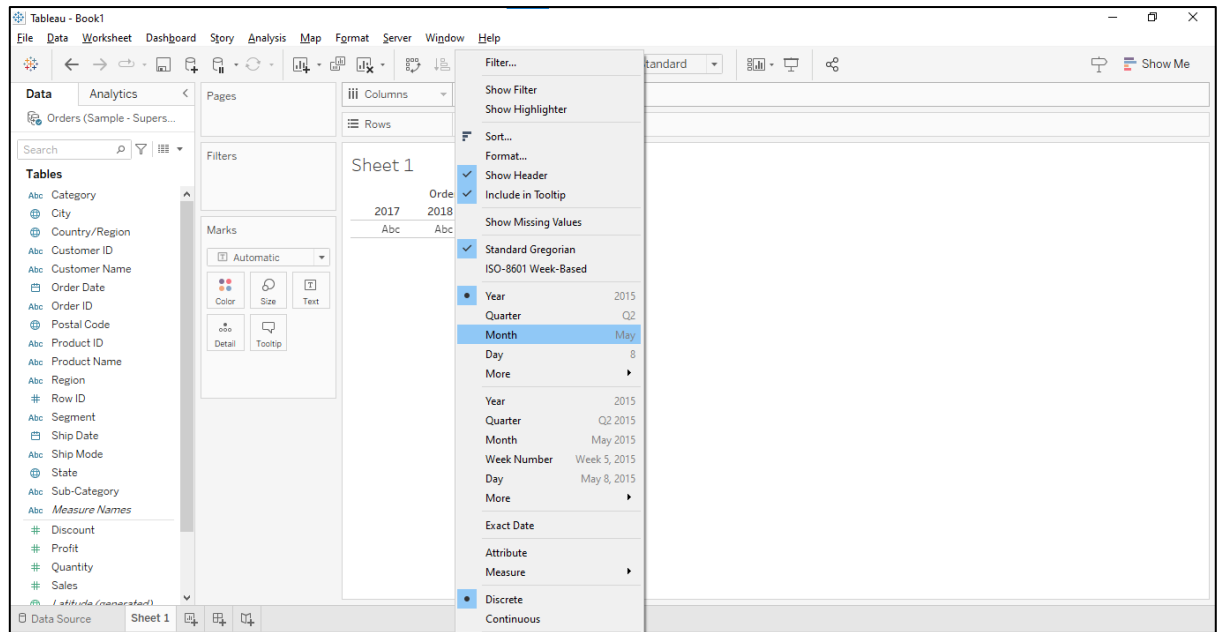 Tableau - Book1
File Data Worksheet Dashboard Story Analysis Map Format Server Window Help
Standard
Show Me
Data Analytics
Orders (Sample - Supers...
Search
Tables
Abc Category
City
Country/Region
Abc Customer ID
Abc Customer Name
Order Date
Abc Order ID
Postal Code
Abc Product ID
Abc Product Name
Abc Region
# Row ID
Abc Segment
Ship Date
Abc Ship Mode
State
Abc Sub-Category
Abc Measure Names
# Discount
# Profit
# Quantity
# Sales
Latitude (generated)
Pages
Filters
Marks
T Automatic
Color Size Text
Detail Tooltip
iii Columns
Rows
Sheet 1
Orde
2017 2018
Abc Abc
Filter...
Show Filter
Show Highlighter
Sort...
Format...
Show Header
Include in Tooltip
Show Missing Values
Standard Gregorian
ISO-8601 Week-Based
Year 2015
Quarter Q2
Month May
Day 8
More
Year 2015
Quarter Q2 2015
Month May 2015
Week Number Week 5, 2015
Day May 8, 2015
More
Exact Date
Attribute
Measure
Discrete
Continuous
Data Source Sheet 1